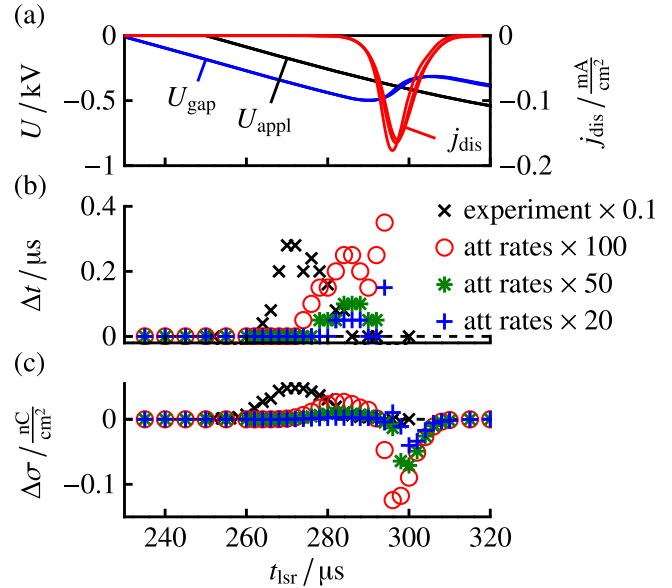 (a)
0
−0.5
−1
U / kV
U_gap
U_appl
j_dis
0
−0.1
−0.2
j_dis / mA/cm²
(b)
0.4
0.2
0
Δt / μs
× experiment × 0.1
○ att rates × 100
✳ att rates × 50
+ att rates × 20
(c)
0
−0.1
Δσ / nC/cm²
240 260 280 300 320
t_lsr / μs